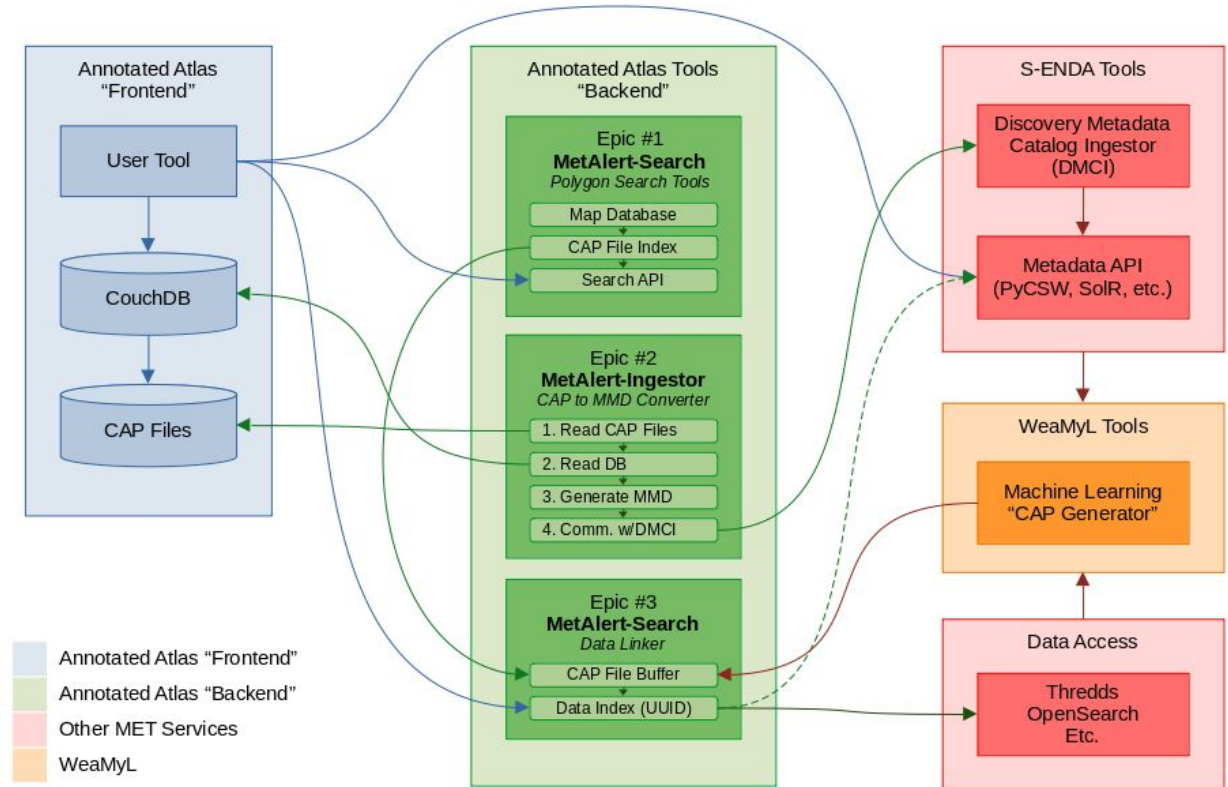 Annotated Atlas
“Frontend”
User Tool
CouchDB
CAP Files
Annotated Atlas Tools
“Backend”
Epic #1
MetAlert-Search
Polygon Search Tools
Map Database
CAP File Index
Search API
Epic #2
MetAlert-Ingestor
CAP to MMD Converter
1. Read CAP Files
2. Read DB
3. Generate MMD
4. Comm. w/DMCI
Epic #3
MetAlert-Search
Data Linker
CAP File Buffer
Data Index (UUID)
S-ENDA Tools
Discovery Metadata
Catalog Ingestor
(DMCI)
Metadata API
(PyCSW, SolR, etc.)
WeaMyL Tools
Machine Learning
“CAP Generator”
Data Access
Thredds
OpenSearch
Etc.
Annotated Atlas “Frontend”
Annotated Atlas “Backend”
Other MET Services
WeaMyL